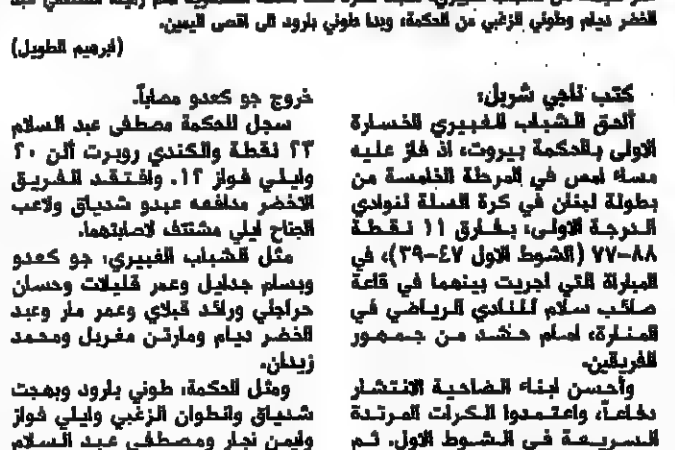 الخضر ديام وطوني الزغبي من الحكمة، وبدا طوني بارود الى اقصى اليمين.
(ابرهيم الطويل)
كتب ناجي شربل:
ألحق الشباب الغبيري الخسارة
الاولى بالحكمة بيروت، اذ فاز عليه
مساء امس في المرحلة الخامسة من
بطولة لبنان في كرة السلة لنوادي
الدرجة الاولى، بفارق ١١ نقطة
٨٨-٧٧ (الشوط الاول ٤٧-٣٩)، في
المباراة التي اجريت بينهما في قاعة
صائب سلام للنادي الرياضي في
المنارة، امام حشد من جمهور
الفريقين.
وأحسن ابناء الضاحية الانتشار
دفاعاً، واعتمدوا الكرات المرتدة
السريعة في الشوط الاول. ثم
خروج جو كعدو مصاباً.
سجل للحكمة مصطفى عبد السلام
٢٣ نقطة والكندي روبرت ألن ٢٠
وايلي فواز ١٢. وافتقد الفريق
الاخضر مدافعه عبدو شدياق ولاعب
الجناح ايلي مشنتف لاصابتهما.
مثل الشباب الغبيري: جو كعدو
وبسام جدايل وعمر قليلات وحسان
حراجلي ورائد قبلاي وعمر مار وعبد
الخضر ديام ومارتن مغربل ومحمد
زيدان.
ومثل الحكمة: طوني بارود وبهجت
شدياق وانطوان الزغبي وايلي فواز
وايمن نجار ومصطفى عبد السلام